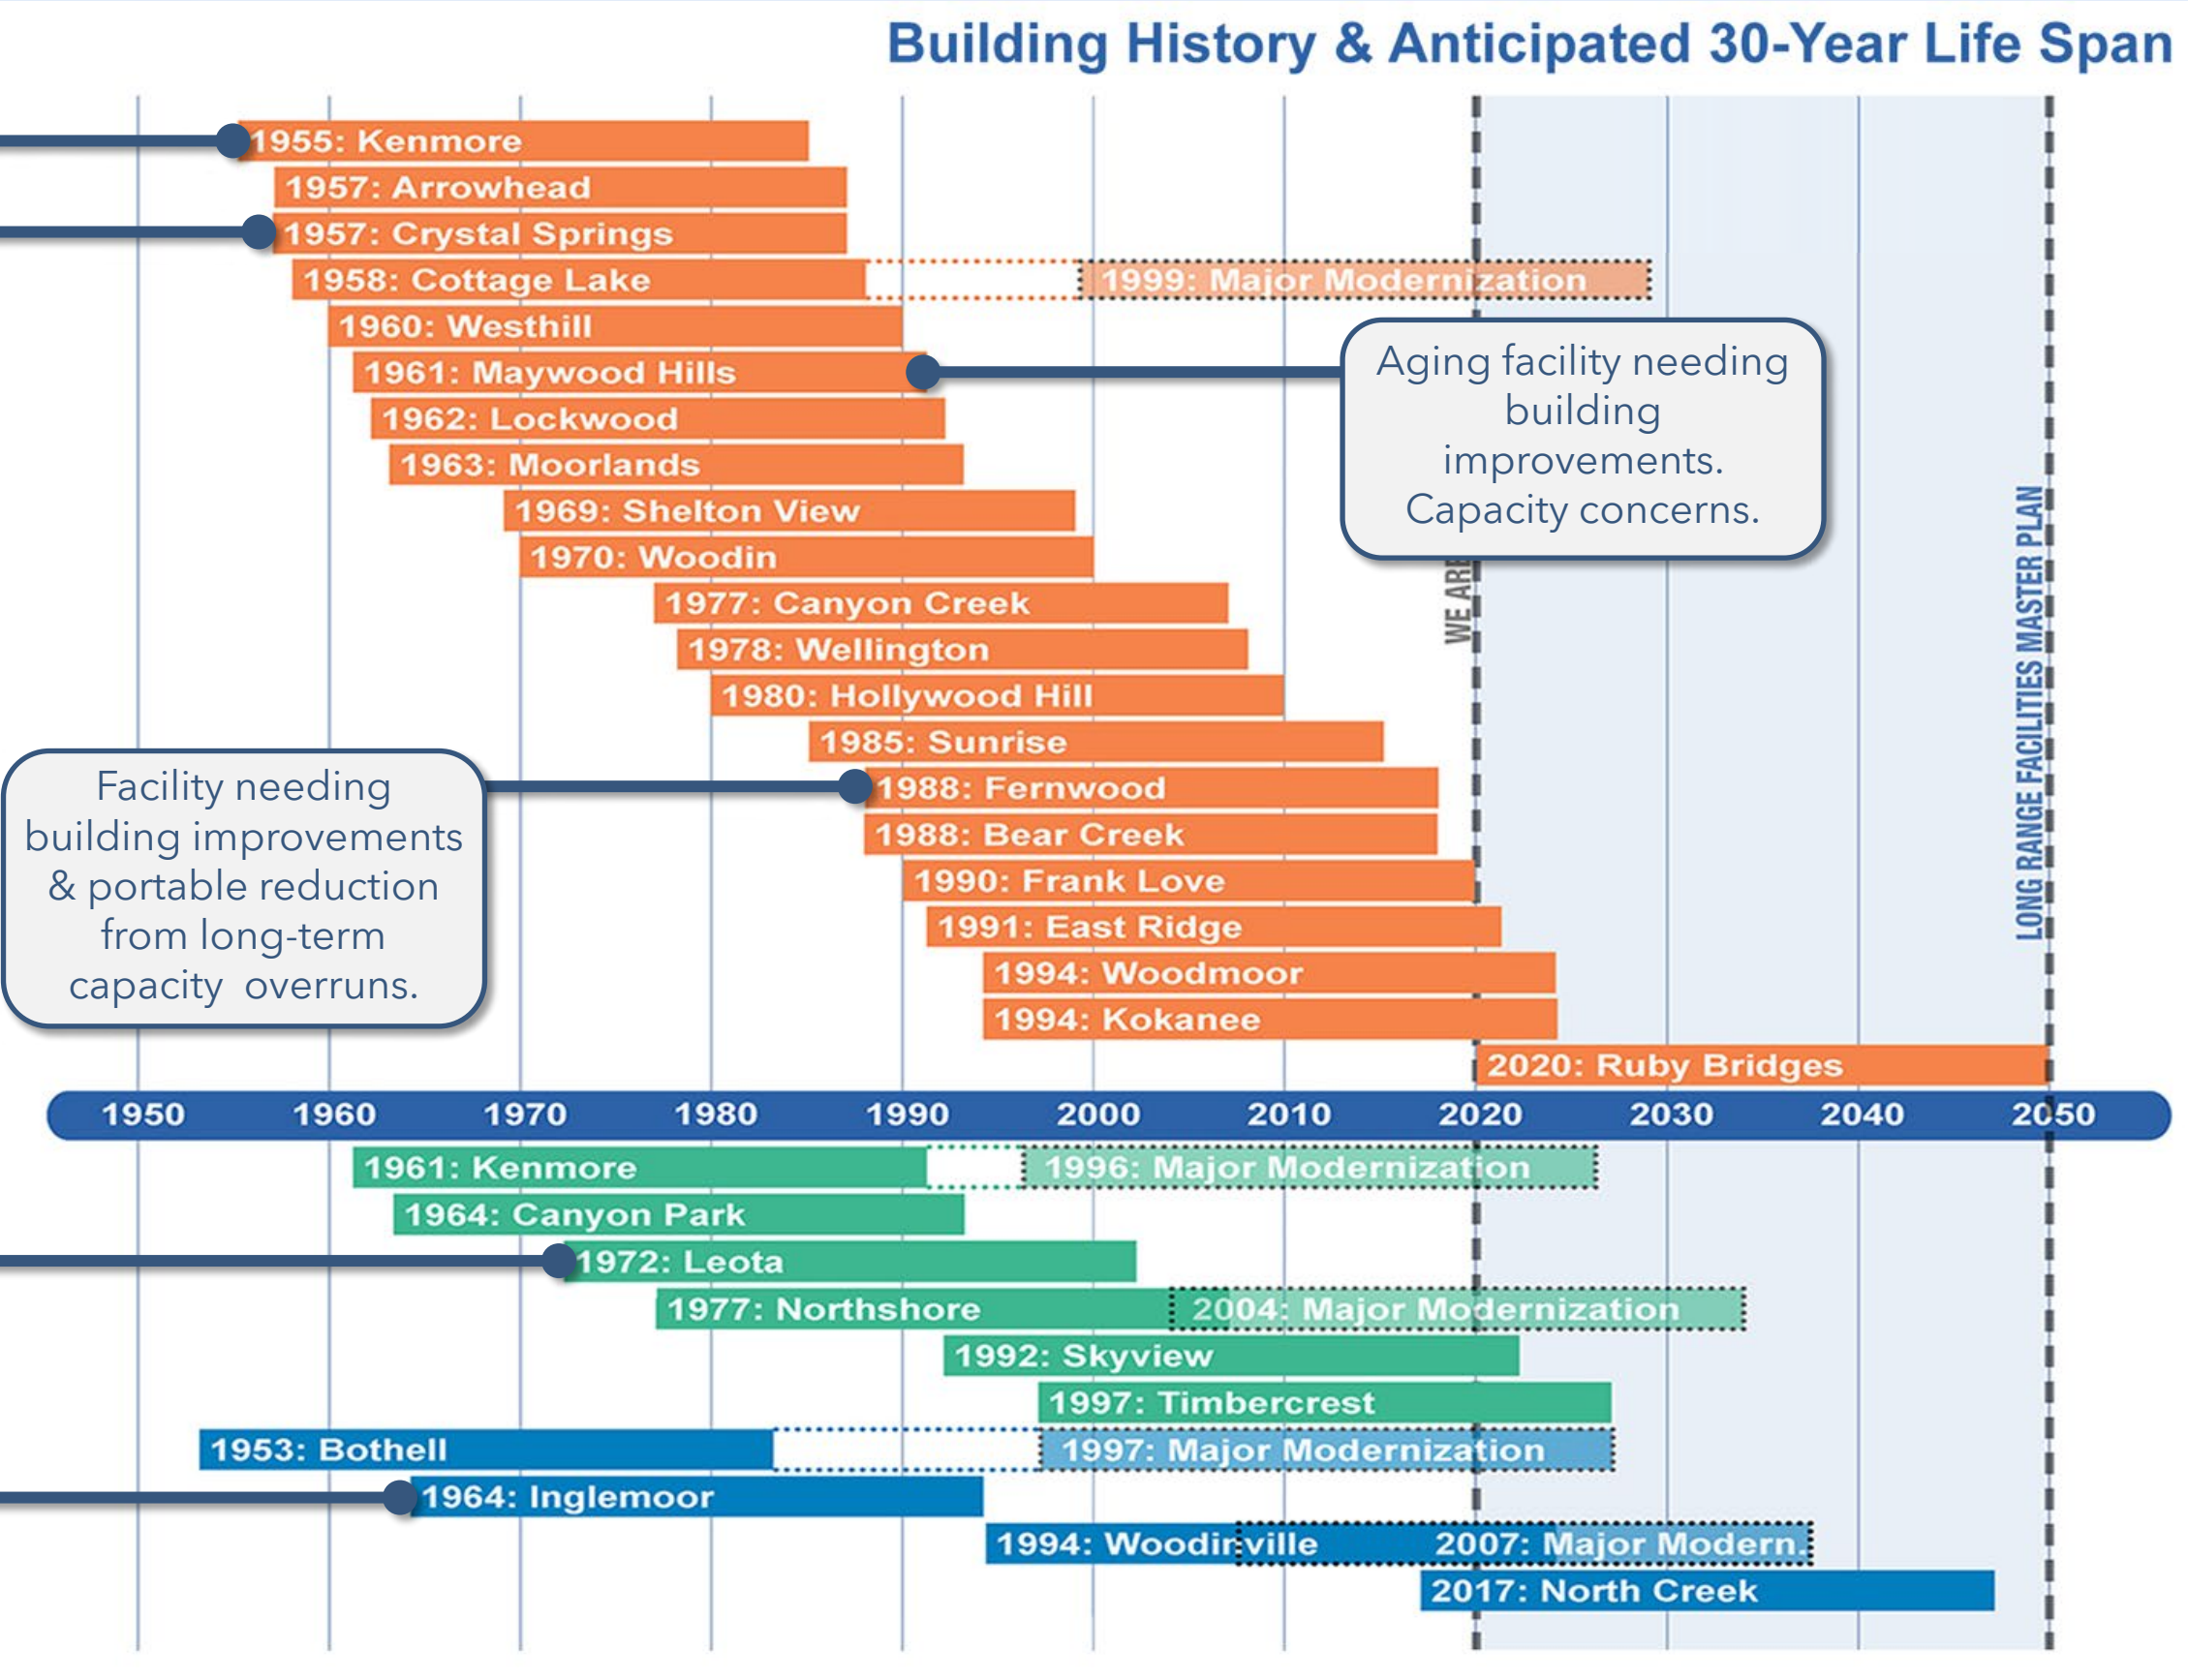 Building History & Anticipated 30-Year Life Span
1955: Kenmore
1957: Arrowhead
1957: Crystal Springs
1958: Cottage Lake
1999: Major Modernization
1960: Westhill
1961: Maywood Hills
Aging facility needing
building
improvements.
Capacity concerns.
1962: Lockwood
1963: Moorlands
1969: Shelton View
1970: Woodin
WE ARE
1977: Canyon Creek
1978: Wellington
1980: Hollywood Hill
1985: Sunrise
LONG RANGE FACILITIES MASTER PLAN
Facility needing
building improvements
& portable reduction
from long-term
capacity overruns.
1988: Fernwood
1988: Bear Creek
1990: Frank Love
1991: East Ridge
1994: Woodmoor
1994: Kokanee
2020: Ruby Bridges
1950 1960 1970 1980 1990 2000 2010 2020 2030 2040 2050
1961: Kenmore
1996: Major Modernization
1964: Canyon Park
1972: Leota
1977: Northshore
2004: Major Modernization
1992: Skyview
1997: Timbercrest
1953: Bothell
1997: Major Modernization
1964: Inglemoor
1994: Woodinville
2007: Major Modern.
2017: North Creek